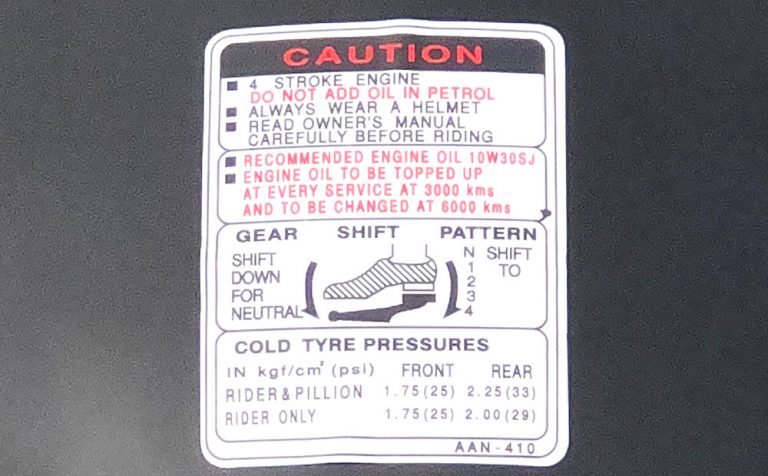 CAUTION
4 STROKE ENGINE
DO NOT ADD OIL IN PETROL
ALWAYS WEAR A HELMET
READ OWNER'S MANUAL
CAREFULLY BEFORE RIDING
RECOMMENDED ENGINE OIL 10W30SJ
ENGINE OIL TO BE TOPPED UP
AT EVERY SERVICE AT 3000 kms
AND TO BE CHANGED AT 6000 kms
GEAR SHIFT PATTERN
SHIFT
DOWN
FOR
NEUTRAL
N
1
2
3
4
SHIFT
TO
COLD TYRE PRESSURES
IN kgf/cm² (psi) FRONT REAR
RIDER & PILLION 1.75(25) 2.25(33)
RIDER ONLY 1.75(25) 2.00(29)
AAN-410